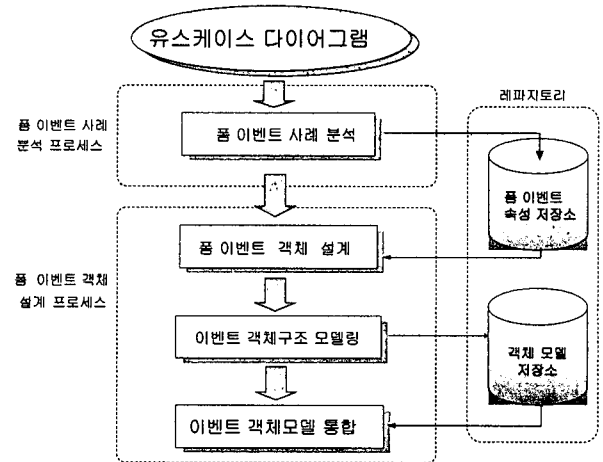 유스케이스 다이어그램
레파지토리
폼 이벤트 사례
분석 프로세스
폼 이벤트 사례 분석
폼 이벤트
속성 저장소
폼 이벤트 객체 설계
폼 이벤트 객체
설계 프로세스
이벤트 객체구조 모델링
객체 모델
저장소
이벤트 객체모델 통합